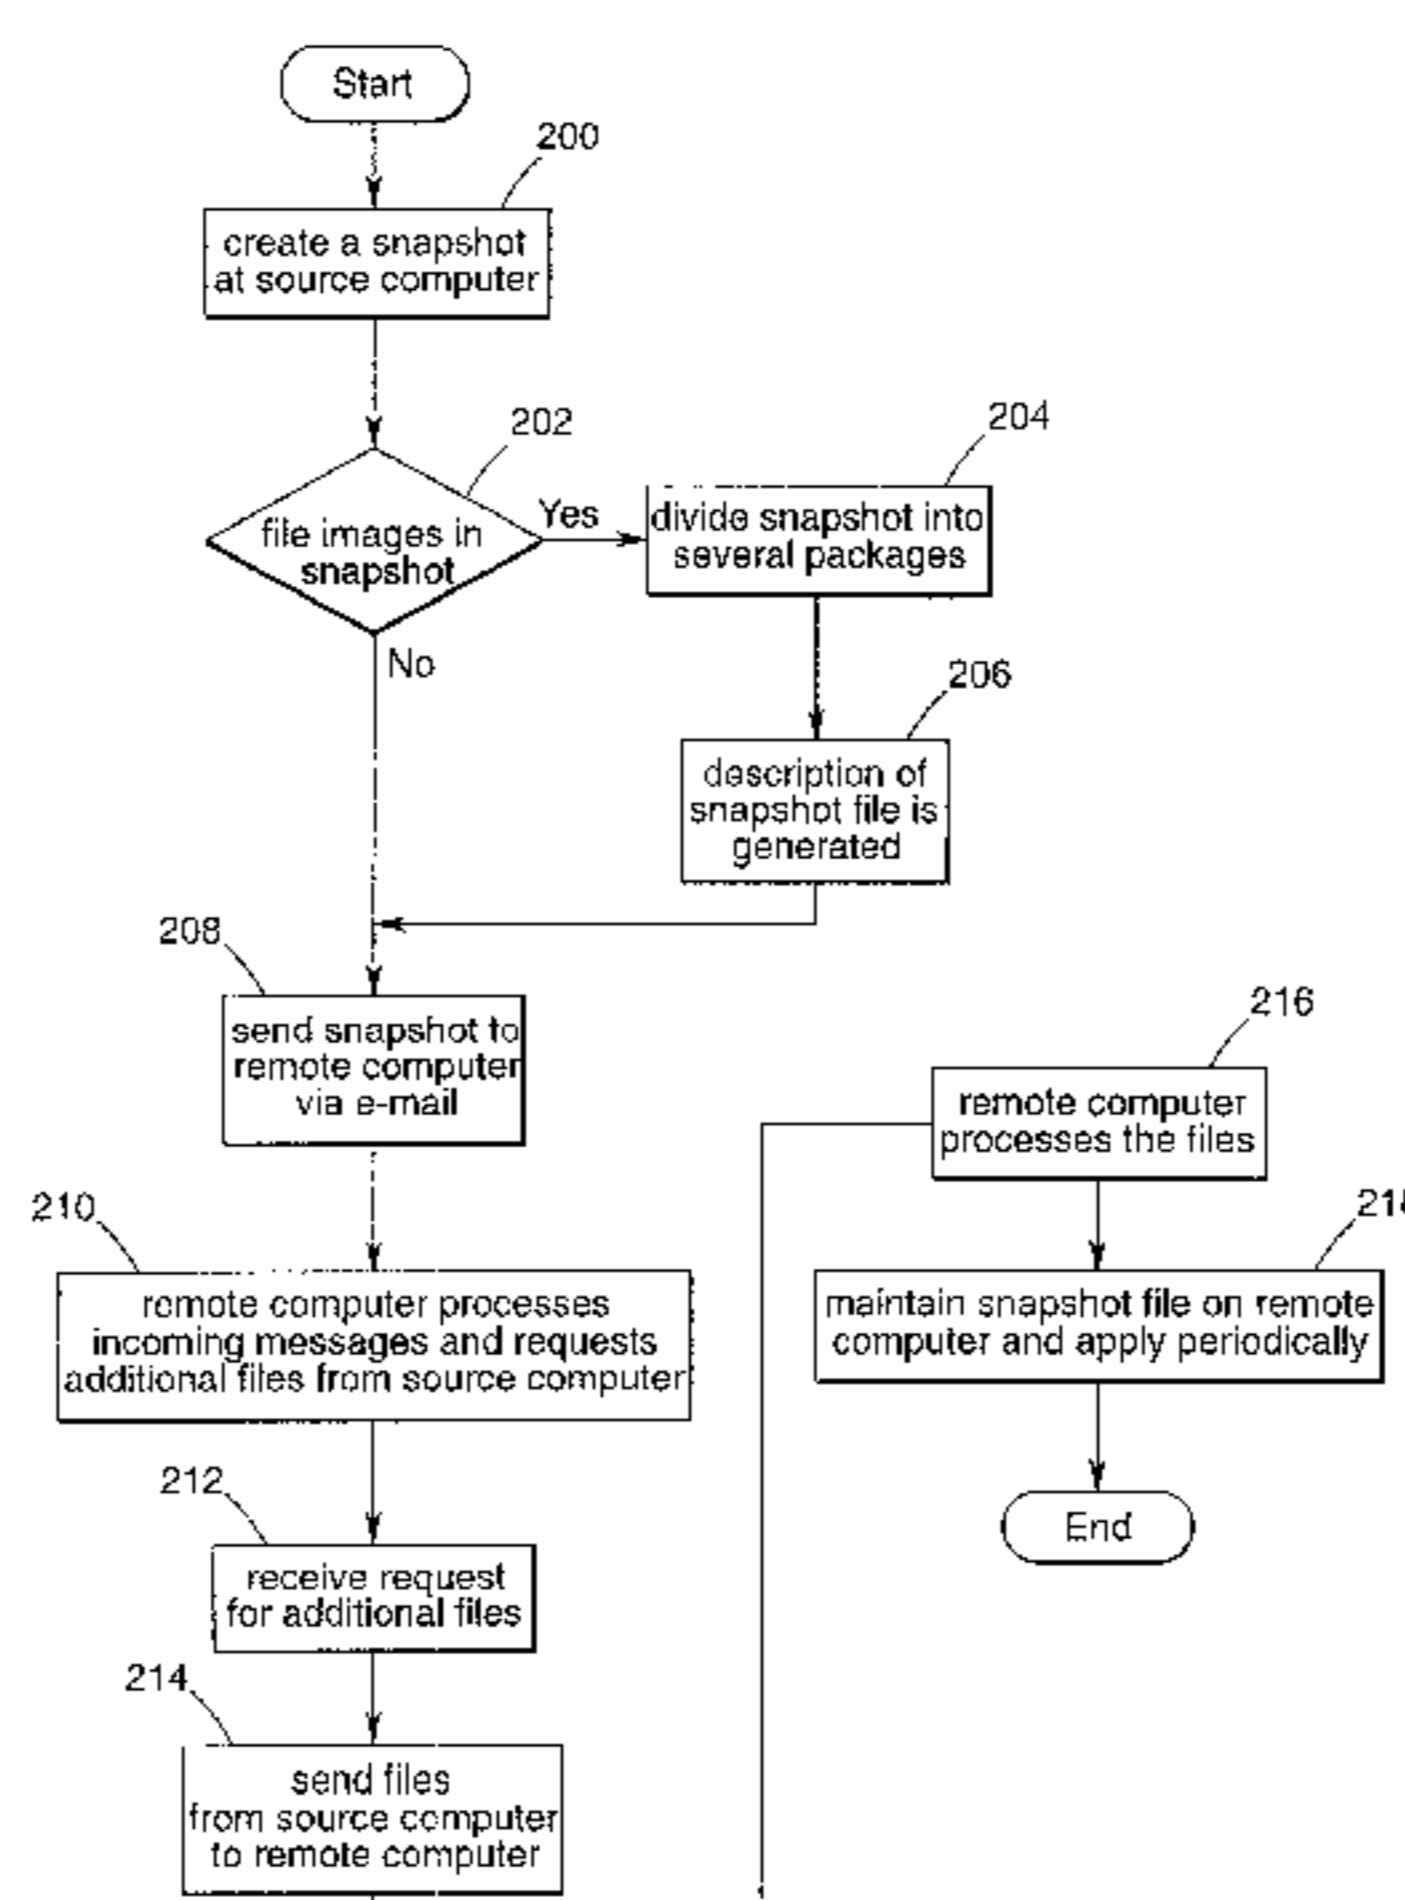 Start
200
create a snapshot
at source computer
202
file images in
snapshot
Yes
No
204
divide snapshot into
several packages
206
description of
snapshot file is
generated
208
send snapshot to
remote computer
via e-mail
210
remote computer processes
incoming messages and requests
additional files from source computer
212
receive request
for additional files
214
send files
from source computer
to remote computer
216
remote computer
processes the files
maintain snapshot file on remote
computer and apply periodically
End